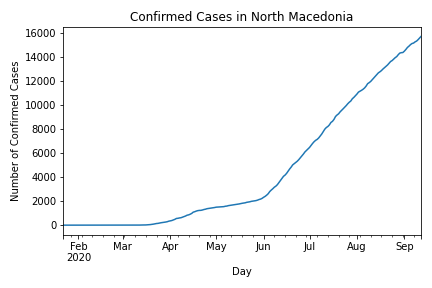 Confirmed Cases in North Macedonia
Number of Confirmed Cases
16000
14000
12000
10000
8000
6000
4000
2000
0
Feb Mar Apr May Jun Jul Aug Sep
2020
Day